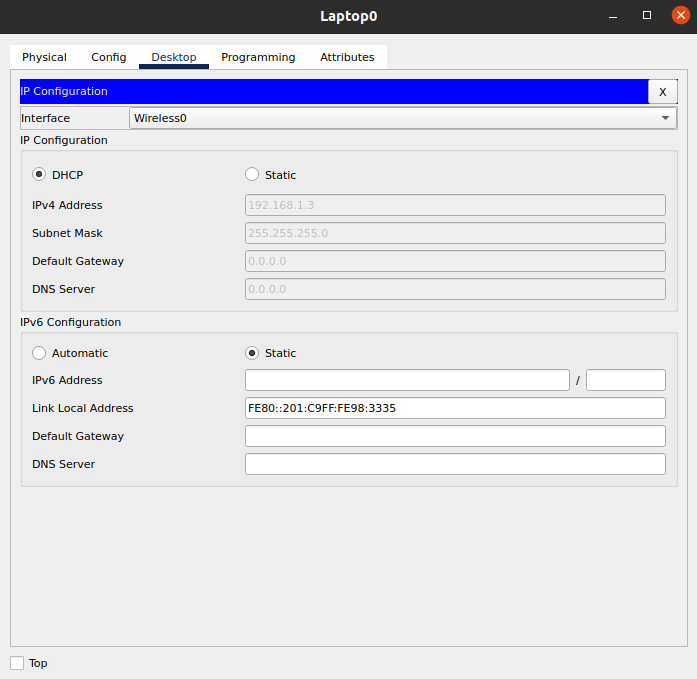 Laptop0
Physical Config Desktop Programming Attributes
IP Configuration X
Interface Wireless0
IP Configuration
DHCP Static
IPv4 Address 192.168.1.3
Subnet Mask 255.255.255.0
Default Gateway 0.0.0.0
DNS Server 0.0.0.0
IPv6 Configuration
Automatic Static
IPv6 Address /
Link Local Address FE80::201:C9FF:FE98:3335
Default Gateway
DNS Server
Top